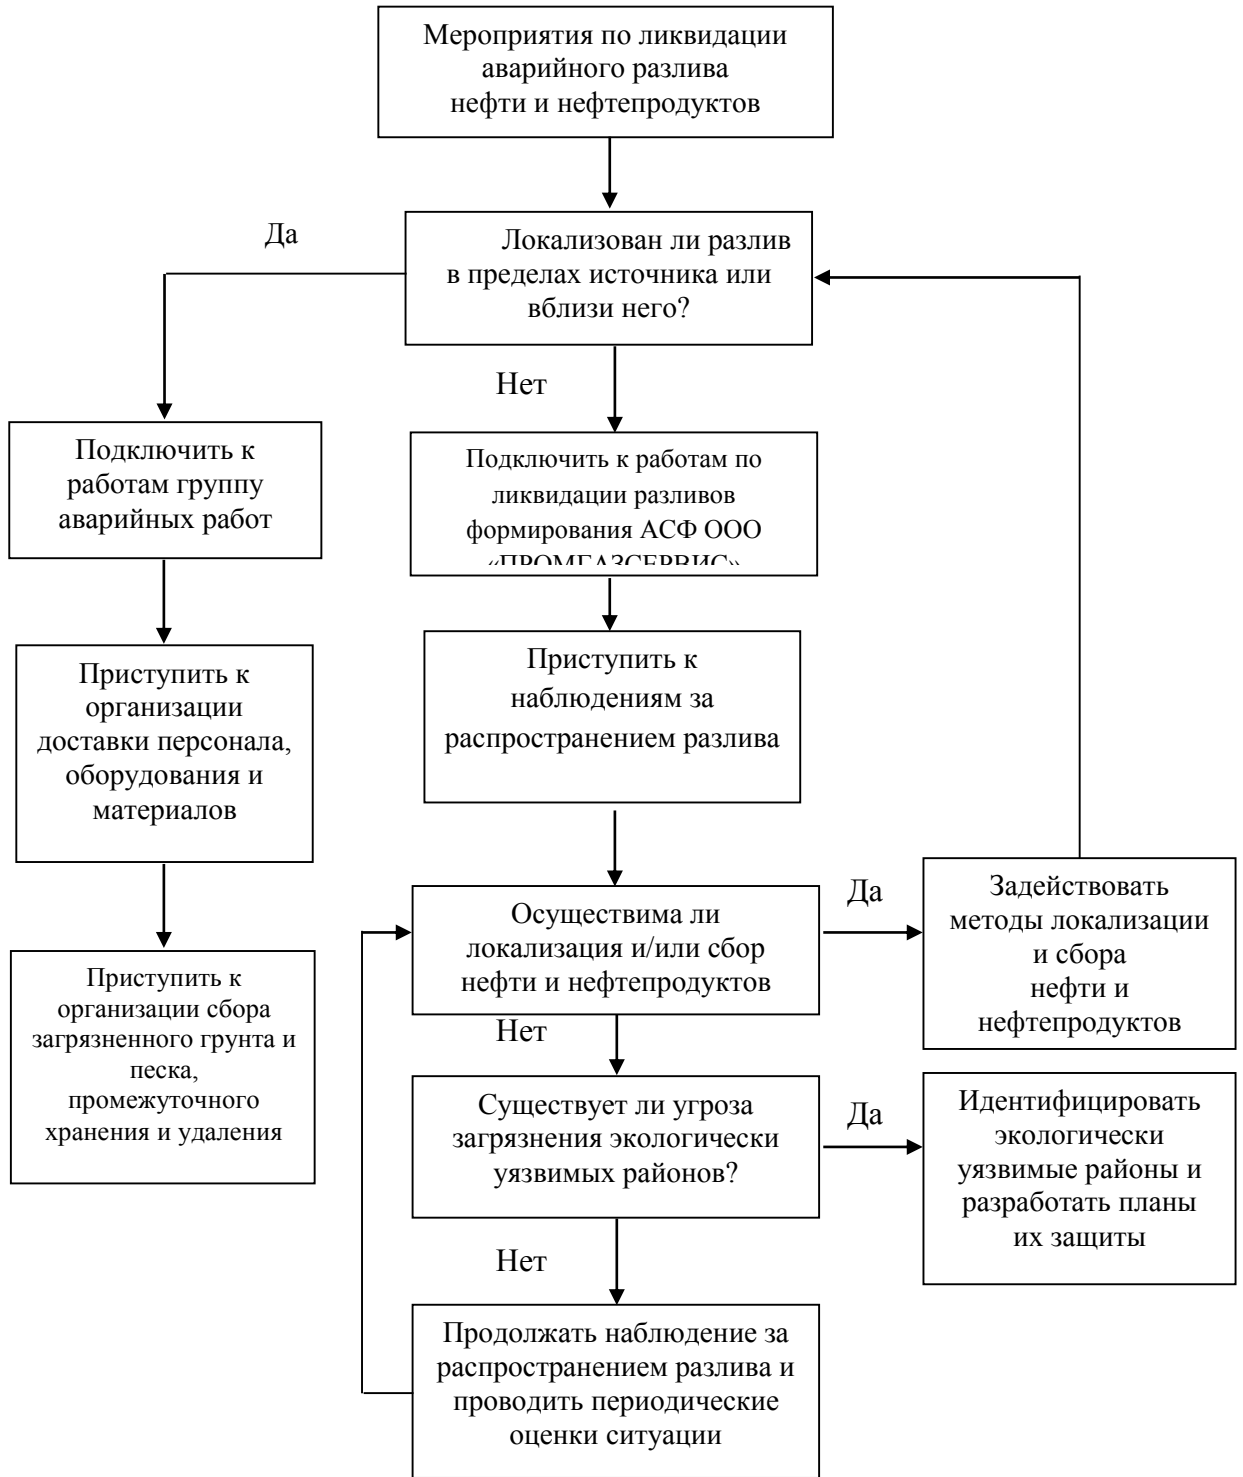 Мероприятия по ликвидации
аварийного разлива
нефти и нефтепродуктов
Да
Локализован ли разлив
в пределах источника или
вблизи него?
Нет
Подключить к
работам группу
аварийных работ
Подключить к работам по
ликвидации разливов
формирования АСФ ООО
«ПРОМГАЗСЕРВИС»
Приступить к
организации
доставки персонала,
оборудования и
материалов
Приступить к
наблюдениям за
распространением разлива
Осуществима ли
локализация и/или сбор
нефти и нефтепродуктов
Да
Задействовать
методы локализации
и сбора
нефти и
нефтепродуктов
Приступить к
организации сбора
загрязненного грунта и
песка,
промежуточного
хранения и удаления
Нет
Существует ли угроза
загрязнения экологически
уязвимых районов?
Да
Идентифицировать
экологически
уязвимые районы и
разработать планы
их защиты
Нет
Продолжать наблюдение за
распространением разлива и
проводить периодические
оценки ситуации